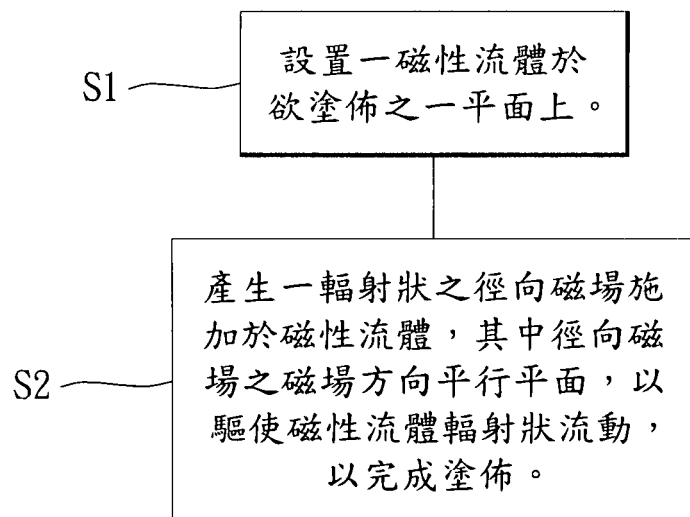 S1
設置一磁性流體於
欲塗佈之一平面上。
S2
產生一輻射狀之徑向磁場施
加於磁性流體，其中徑向磁
場之磁場方向平行平面，以
驅使磁性流體輻射狀流動，
以完成塗佈。